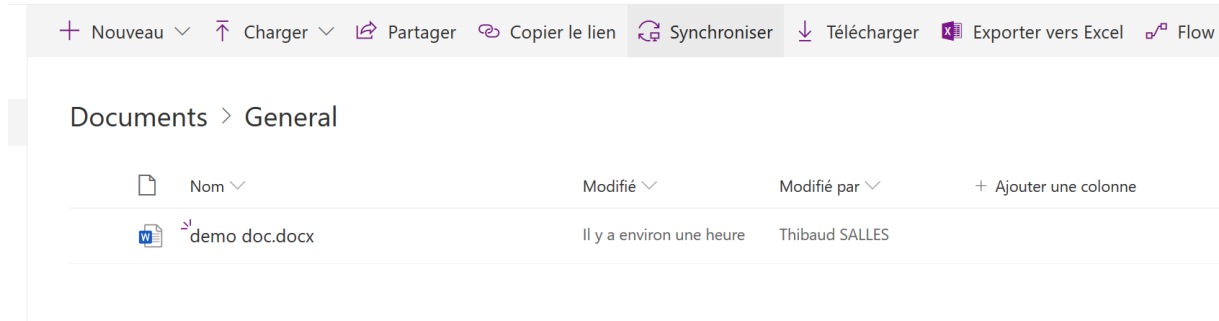 Nouveau Charger Partager Copier le lien Synchroniser Télécharger Exporter vers Excel Flow
Documents > General
Nom Modifié Modifié par + Ajouter une colonne
demo doc.docx Il y a environ une heure Thibaud SALLES